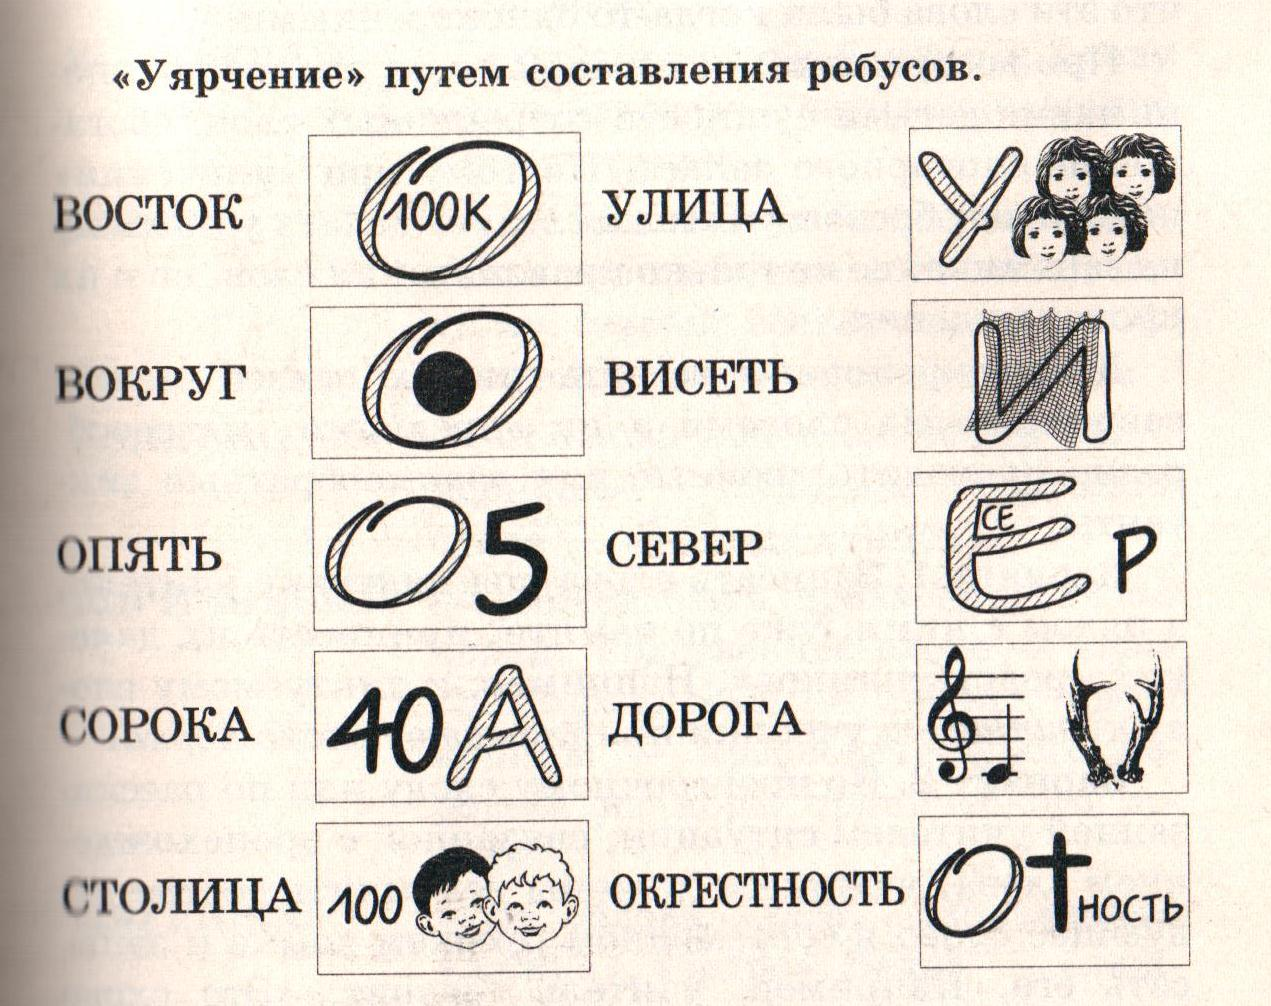 «Уярчение» путем составления ребусов.
ВОСТОК 100К УЛИЦА У
ВОКРУГ О ВИСЕТЬ И
ОПЯТЬ О5 СЕВЕР Е СЕ Р
СОРОКА 40А ДОРОГА
СТОЛИЦА 100 ОКРЕСТНОСТЬ О НОСТЬ